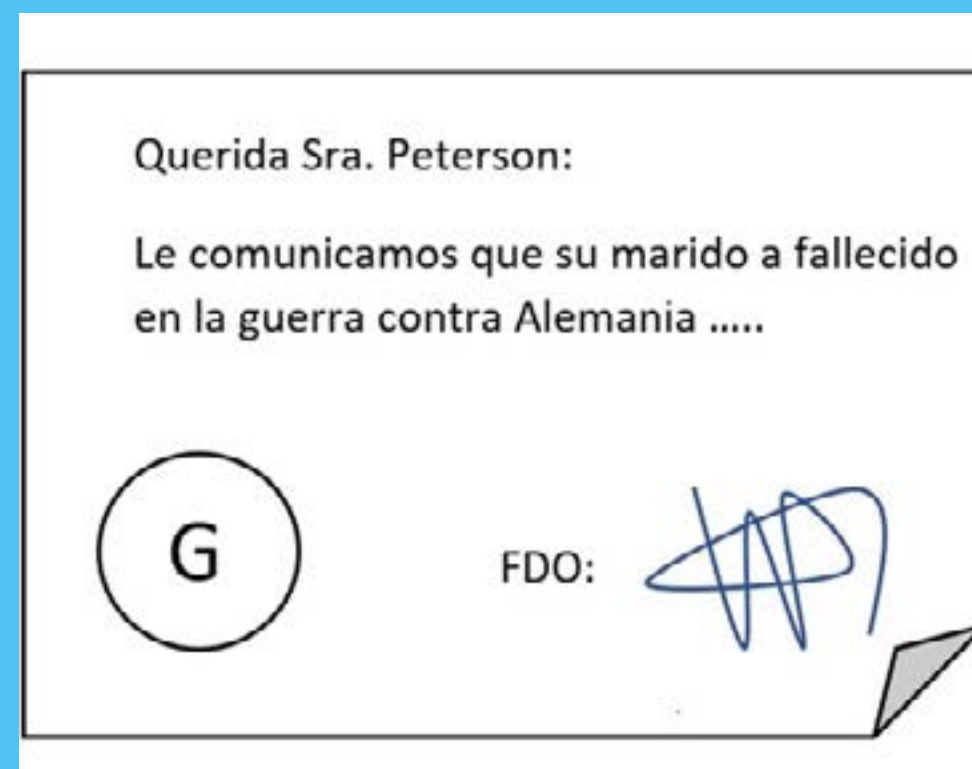 Querida Sra. Peterson:
Le comunicamos que su marido a fallecido
en la guerra contra Alemania .....
G
FDO: